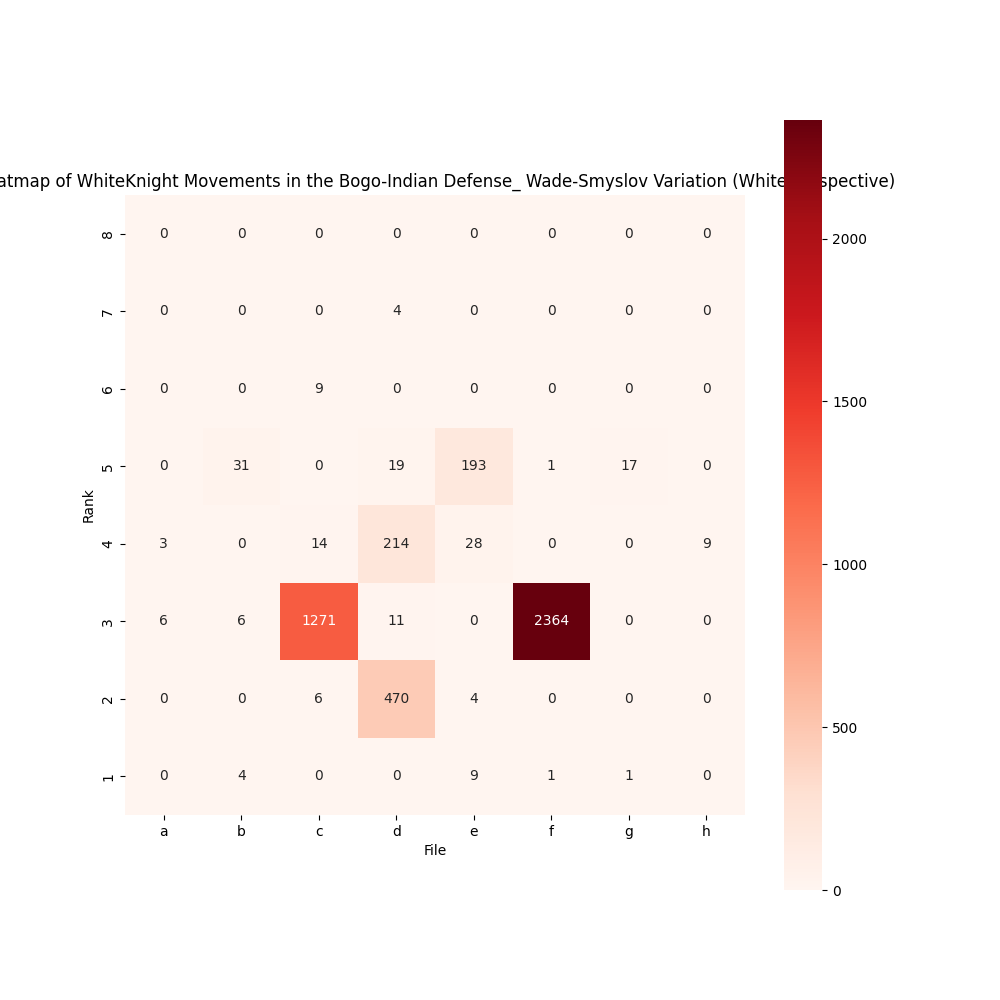 atmap of WhiteKnight Movements in the Bogo-Indian Defense_ Wade-Smyslov Variation (White spective)
8 0 0 0 0 0 0 0 0
7 0 0 0 4 0 0 0 0
6 0 0 9 0 0 0 0 0
5 0 31 0 19 193 1 17 0
4 3 0 14 214 28 0 0 9
3 6 6 1271 11 0 2364 0 0
2 0 0 6 470 4 0 0 0
1 0 4 0 0 9 1 1 0
a b c d e f g h
File
Rank
2000
1500
1000
500
0